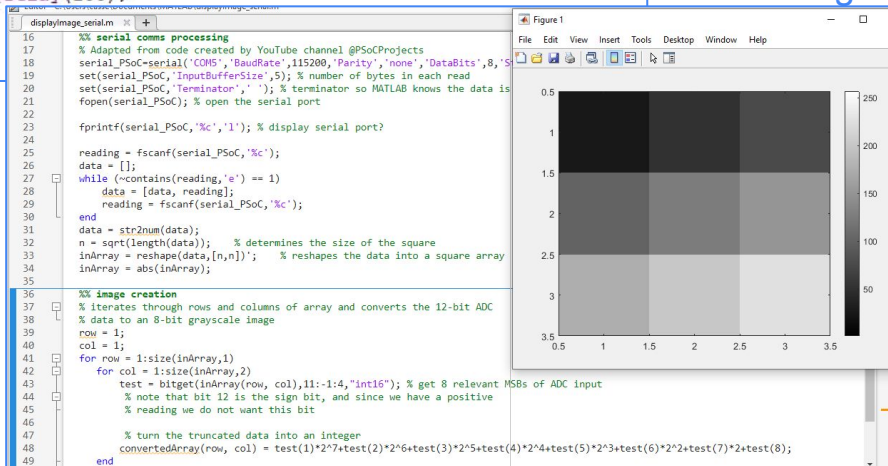 displayImage_serial.m
16 %% serial comms processing
17 % Adapted from code created by YouTube channel @PSoCProjects
18 serial_PSoC=serial('COM5','BaudRate',115200,'Parity','none','DataBits',8,'S
19 set(serial_PSoC,'InputBufferSize',5); % number of bytes in each read
20 set(serial_PSoC,'Terminator',' '); % terminator so MATLAB knows the data is
21 fopen(serial_PSoC); % open the serial port
22
23 fprintf(serial_PSoC,'%c','l'); % display serial port?
24
25 reading = fscanf(serial_PSoC,'%c');
26 data = [];
27 while (~contains(reading,'e') == 1)
28 data = [data, reading];
29 reading = fscanf(serial_PSoC,'%c');
30 end
31 data = str2num(data);
32 n = sqrt(length(data)); % determines the size of the square
33 inArray = reshape(data,[n,n])'; % reshapes the data into a square array
34 inArray = abs(inArray);
35
36 %% image creation
37 % iterates through rows and columns of array and converts the 12-bit ADC
38 % data to an 8-bit grayscale image
39 row = 1;
40 col = 1;
41 for row = 1:size(inArray,1)
42 for col = 1:size(inArray,2)
43 test = bitget(inArray(row, col),11:-1:4,"int16"); % get 8 relevant MSBs of ADC input
44 % note that bit 12 is the sign bit, and since we have a positive
45 % reading we do not want this bit
46
47 % turn the truncated data into an integer
48 convertedArray(row, col) = test(1)*2^7+test(2)*2^6+test(3)*2^5+test(4)*2^4+test(5)*2^3+test(6)*2^2+test(7)*2+test(8);
49 end
Figure 1
File Edit View Insert Tools Desktop Window Help
0.5
1
1.5
2
2.5
3
3.5
0.5 1 1.5 2 2.5 3 3.5
250
200
150
100
50